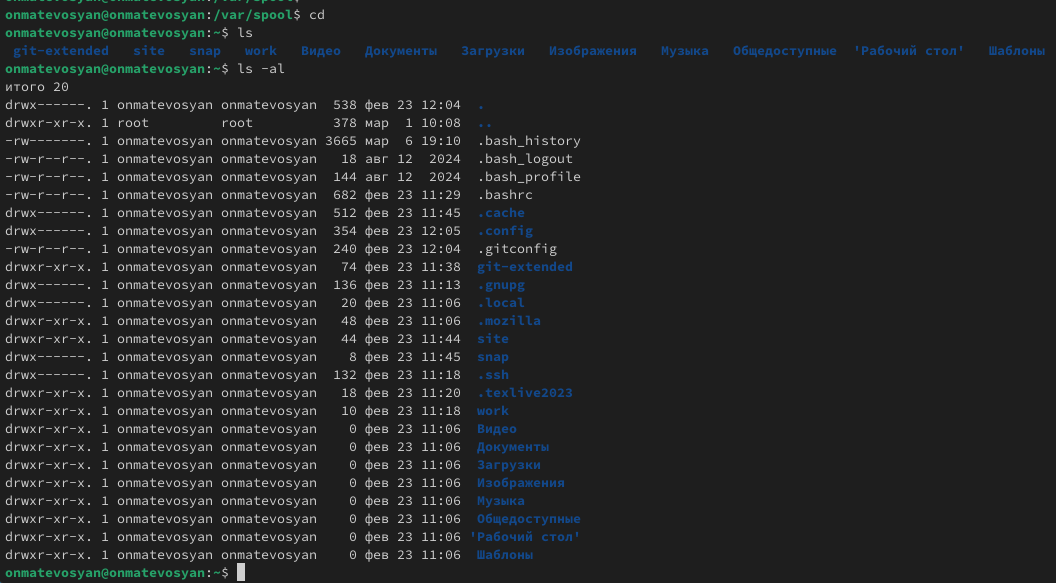 onmatevosyan@onmatevosyan:/var/spool$ cd
onmatevosyan@onmatevosyan:~$ ls
git-extended   site   snap   work   Видео   Документы   Загрузки   Изображения   Музыка   Общедоступные  'Рабочий стол'   Шаблоны
onmatevosyan@onmatevosyan:~$ ls -al
итого 20
drwx------. 1 onmatevosyan onmatevosyan  538 фев 23 12:04  .
drwxr-xr-x. 1 root         root          378 мар  1 10:08  ..
-rw-------. 1 onmatevosyan onmatevosyan 3665 мар  6 19:10  .bash_history
-rw-r--r--. 1 onmatevosyan onmatevosyan   18 авг 12  2024  .bash_logout
-rw-r--r--. 1 onmatevosyan onmatevosyan  144 авг 12  2024  .bash_profile
-rw-r--r--. 1 onmatevosyan onmatevosyan  682 фев 23 11:29  .bashrc
drwx------. 1 onmatevosyan onmatevosyan  512 фев 23 11:45  .cache
drwx------. 1 onmatevosyan onmatevosyan  354 фев 23 12:05  .config
-rw-r--r--. 1 onmatevosyan onmatevosyan  240 фев 23 12:04  .gitconfig
drwxr-xr-x. 1 onmatevosyan onmatevosyan   74 фев 23 11:38  git-extended
drwx------. 1 onmatevosyan onmatevosyan  136 фев 23 11:13  .gnupg
drwx------. 1 onmatevosyan onmatevosyan   20 фев 23 11:06  .local
drwxr-xr-x. 1 onmatevosyan onmatevosyan   48 фев 23 11:06  .mozilla
drwxr-xr-x. 1 onmatevosyan onmatevosyan   44 фев 23 11:44  site
drwx------. 1 onmatevosyan onmatevosyan    8 фев 23 11:45  snap
drwx------. 1 onmatevosyan onmatevosyan  132 фев 23 11:18  .ssh
drwxr-xr-x. 1 onmatevosyan onmatevosyan   18 фев 23 11:20  .texlive2023
drwxr-xr-x. 1 onmatevosyan onmatevosyan   10 фев 23 11:18  work
drwxr-xr-x. 1 onmatevosyan onmatevosyan    0 фев 23 11:06  Видео
drwxr-xr-x. 1 onmatevosyan onmatevosyan    0 фев 23 11:06  Документы
drwxr-xr-x. 1 onmatevosyan onmatevosyan    0 фев 23 11:06  Загрузки
drwxr-xr-x. 1 onmatevosyan onmatevosyan    0 фев 23 11:06  Изображения
drwxr-xr-x. 1 onmatevosyan onmatevosyan    0 фев 23 11:06  Музыка
drwxr-xr-x. 1 onmatevosyan onmatevosyan    0 фев 23 11:06  Общедоступные
drwxr-xr-x. 1 onmatevosyan onmatevosyan    0 фев 23 11:06 'Рабочий стол'
drwxr-xr-x. 1 onmatevosyan onmatevosyan    0 фев 23 11:06  Шаблоны
onmatevosyan@onmatevosyan:~$